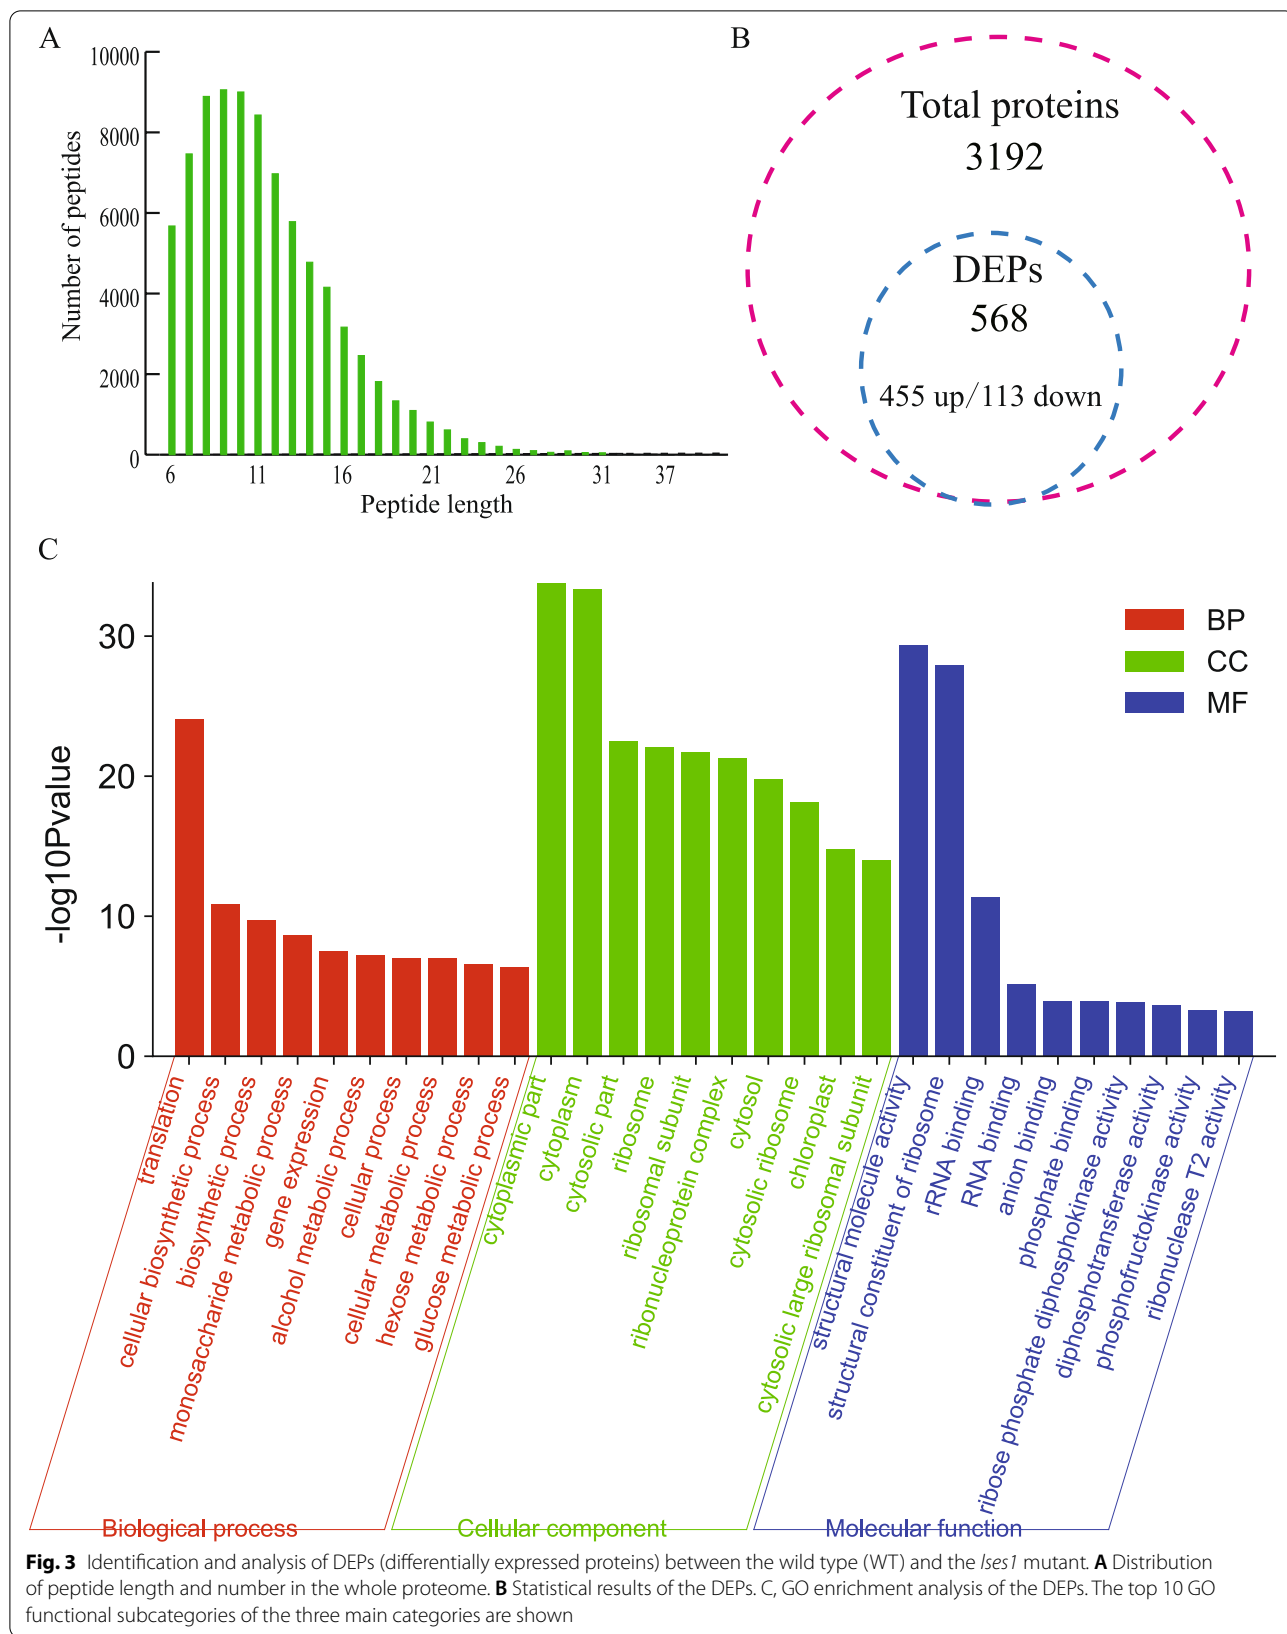 A
10000
8000
6000
4000
2000
0
Number of peptides
6 11 16 21 26 31 37
Peptide length
B
Total proteins
3192
DEPs
568
455 up/113 down
C
30
20
10
0
-log10Pvalue
BP
CC
MF
translation
cellular biosynthetic process
biosynthetic process
monosaccharide metabolic process
gene expression
alcohol metabolic process
cellular process
cellular metabolic process
hexose metabolic process
glucose metabolic process
cytoplasmic part
cytoplasm
cytosolic part
ribosome
ribosomal subunit
ribonucleoprotein complex
cytosol
cytosolic ribosome
chloroplast
cytosolic large ribosomal subunit
structural molecule activity
structural constituent of ribosome
rRNA binding
RNA binding
anion binding
phosphate binding
ribose phosphate diphosphokinase activity
diphosphotransferase activity
phosphofructokinase activity
ribonuclease T2 activity
Biological process
Cellular component
Molecular function
Fig. 3 Identification and analysis of DEPs (differentially expressed proteins) between the wild type (WT) and the lses1 mutant. A Distribution
of peptide length and number in the whole proteome. B Statistical results of the DEPs. C, GO enrichment analysis of the DEPs. The top 10 GO
functional subcategories of the three main categories are shown